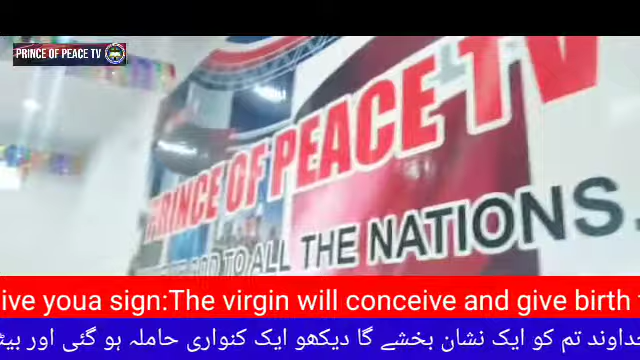 PRINCE OF PEACE TV
PRINCE OF PEACE TV
TO ALL THE NATIONS.
ive youa sign:The virgin will conceive and give birth
خداوند تم کو ایک نشان بخشے گا دیکھو ایک کنواری حاملہ ہو گئی اور